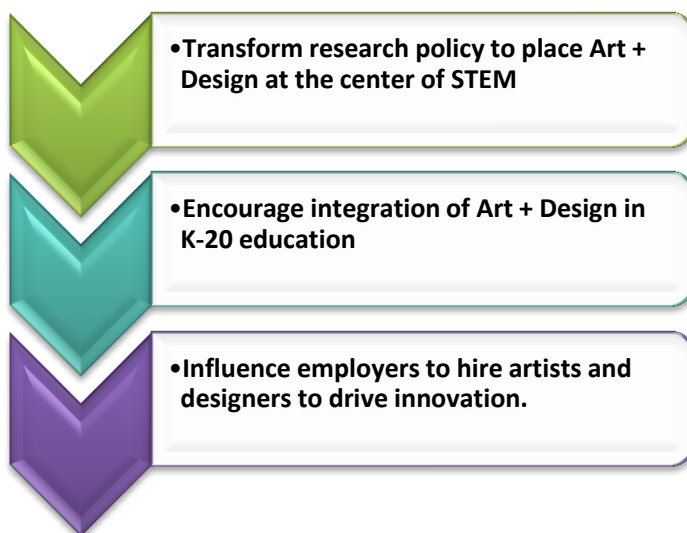 •Transform research policy to place Art +
Design at the center of STEM
•Encourage integration of Art + Design in
K-20 education
•Influence employers to hire artists and
designers to drive innovation.